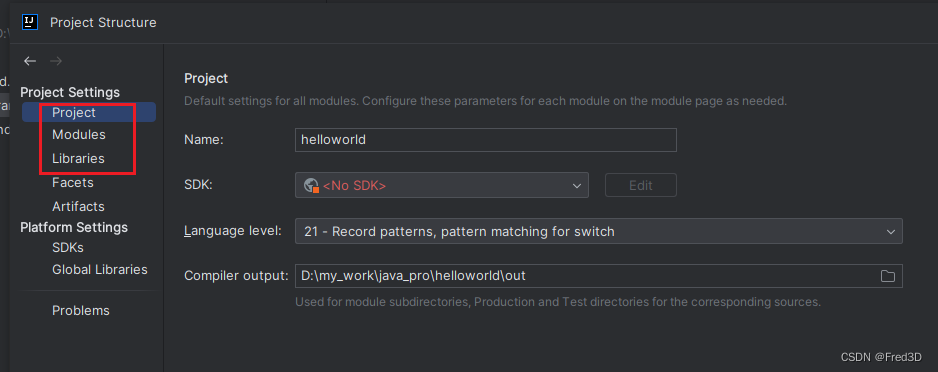 Project Structure
Project Settings
Project
Modules
Libraries
Facets
Artifacts
Platform Settings
SDKs
Global Libraries
Problems
Project
Default settings for all modules. Configure these parameters for each module on the module page as needed.
Name: helloworld
SDK: <No SDK> Edit
Language level: 21 - Record patterns, pattern matching for switch
Compiler output: D:\my_work\java_pro\helloworld\out
Used for module subdirectories, Production and Test directories for the corresponding sources.
CSDN @Fred3D